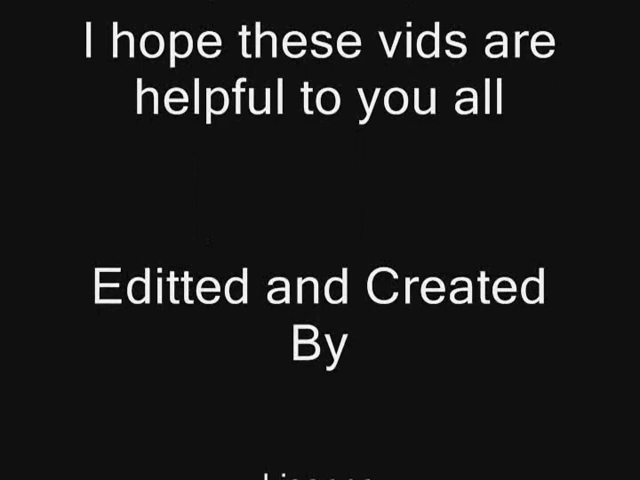 I hope these vids are
helpful to you all
Editted and Created
By